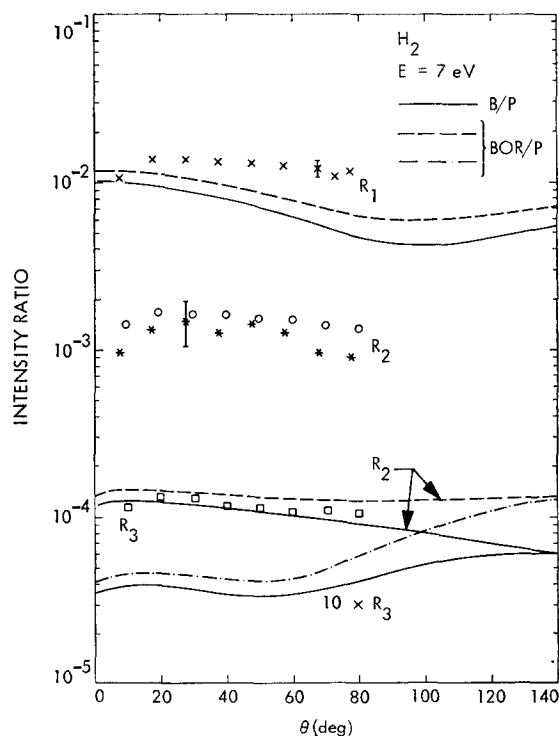 10⁻¹
H₂
E = 7 eV
B/P
BOR/P
R₁
10⁻²
R₂
10⁻³
INTENSITY RATIO
R₂
10⁻⁴
R₃
10 × R₃
10⁻⁵
0 20 40 60 80 100 120 140
θ (deg)